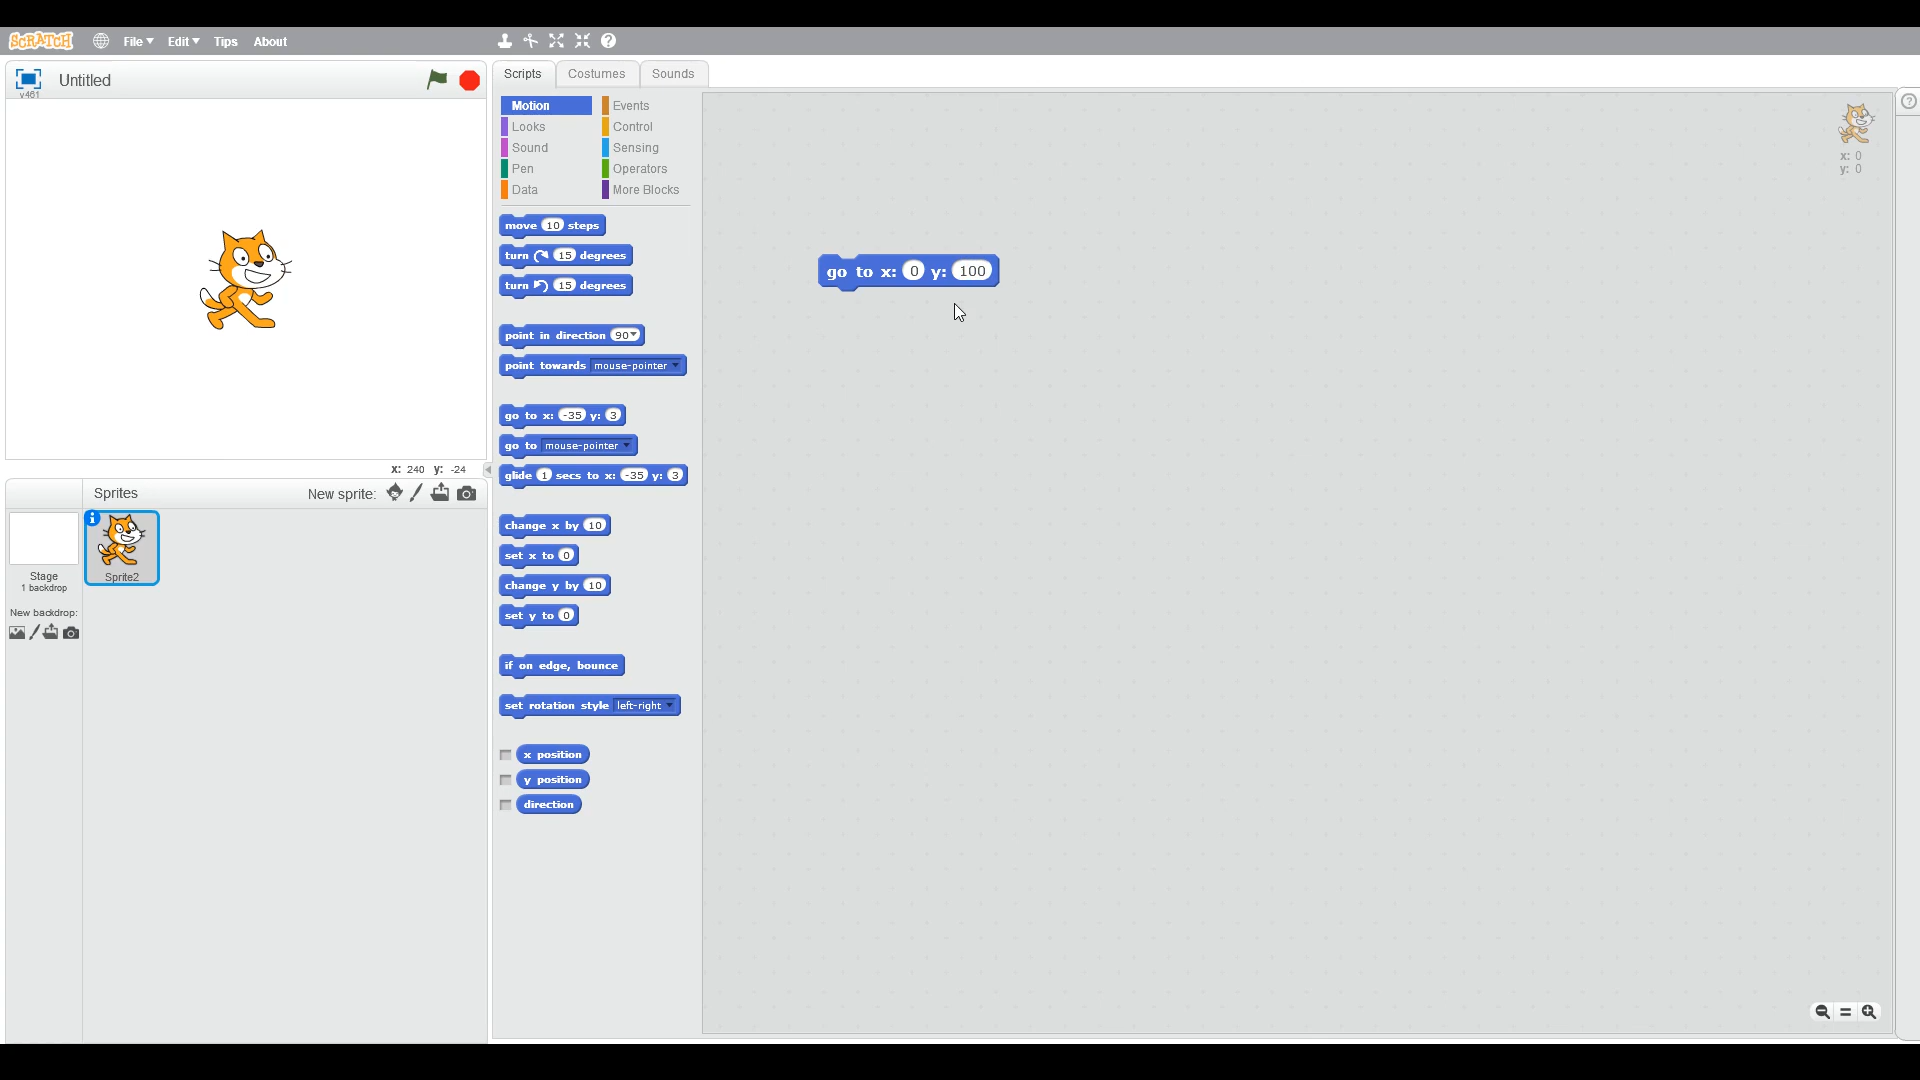 SCRATCH File Edit Tips About
v461
Untitled
Scripts Costumes Sounds
Motion
Looks
Sound
Pen
Data
Events
Control
Sensing
Operators
More Blocks
move 10 steps
turn 15 degrees
turn 15 degrees
point in direction 90
point towards mouse-pointer
go to x: -35 y: 3
go to mouse-pointer
glide 1 secs to x: -35 y: 3
change x by 10
set x to 0
change y by 10
set y to 0
if on edge, bounce
set rotation style left-right
x position
y position
direction
go to x: 0 y: 100
x: 0
y: 0
x: 240 y: -24
Sprites New sprite:
Stage
1 backdrop
New backdrop:
Sprite2